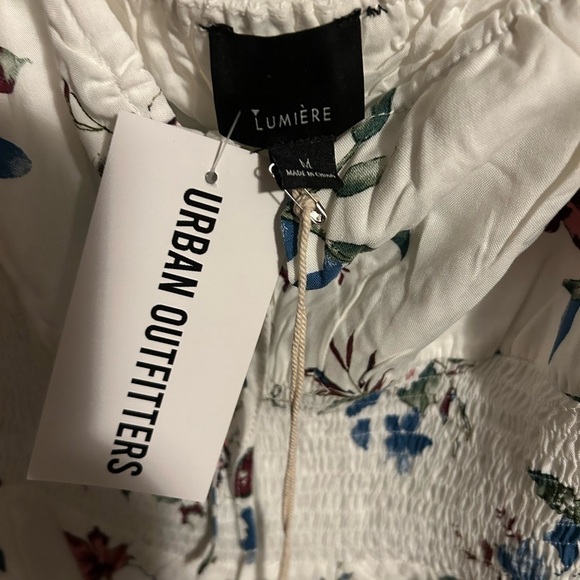 LUMIÈRE
M
MADE IN CHINA
URBAN OUTFITTERS